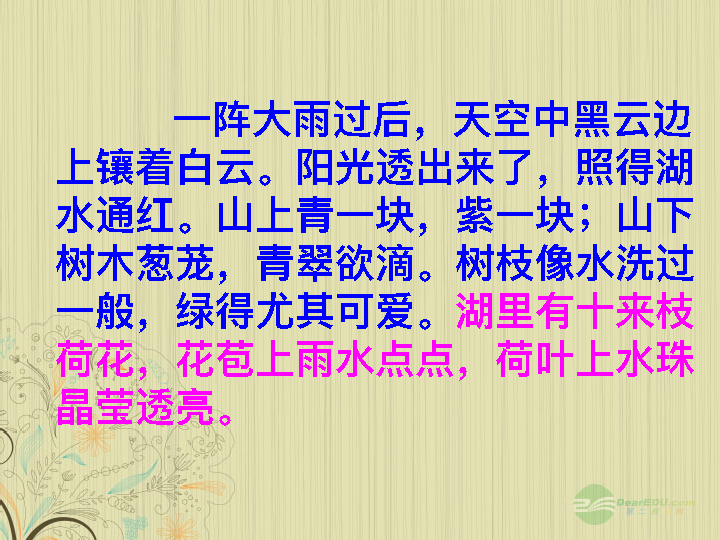 一阵大雨过后，天空中黑云边
上镶着白云。阳光透出来了，照得湖
水通红。山上青一块，紫一块；山下
树木葱茏，青翠欲滴。树枝像水洗过
一般，绿得尤其可爱。湖里有十来枝
荷花，花苞上雨水点点，荷叶上水珠
晶莹透亮。
DearEDU.com